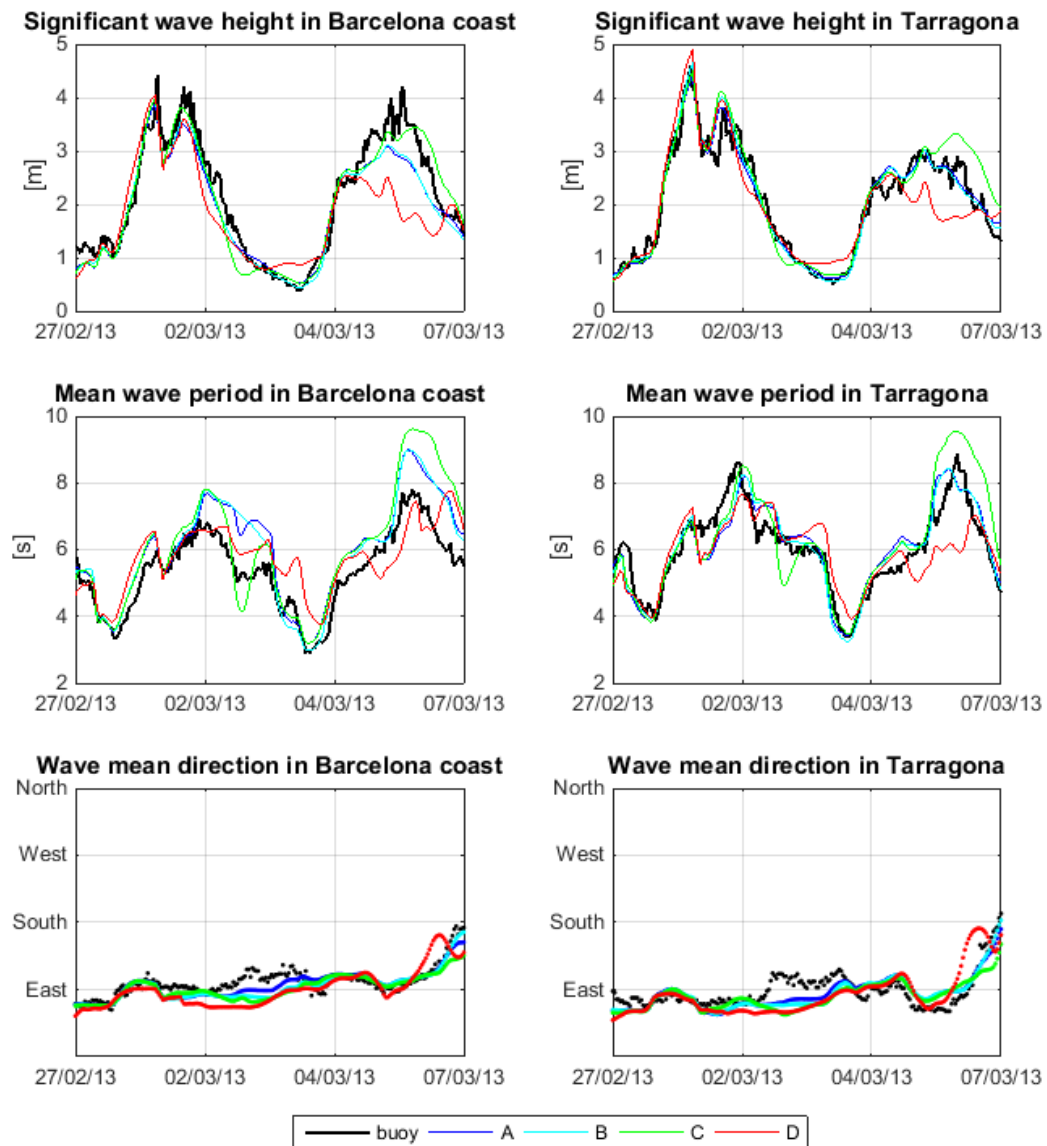 Significant wave height in Barcelona coast
Significant wave height in Tarragona
5
4
3
2
1
0
[m]
27/02/13 02/03/13 04/03/13 07/03/13
5
4
3
2
1
0
[m]
27/02/13 02/03/13 04/03/13 07/03/13
Mean wave period in Barcelona coast
Mean wave period in Tarragona
10
8
6
4
2
[s]
27/02/13 02/03/13 04/03/13 07/03/13
10
8
6
4
2
[s]
27/02/13 02/03/13 04/03/13 07/03/13
Wave mean direction in Barcelona coast
Wave mean direction in Tarragona
North
West
South
East
27/02/13 02/03/13 04/03/13 07/03/13
North
West
South
East
27/02/13 02/03/13 04/03/13 07/03/13
buoy A B C D